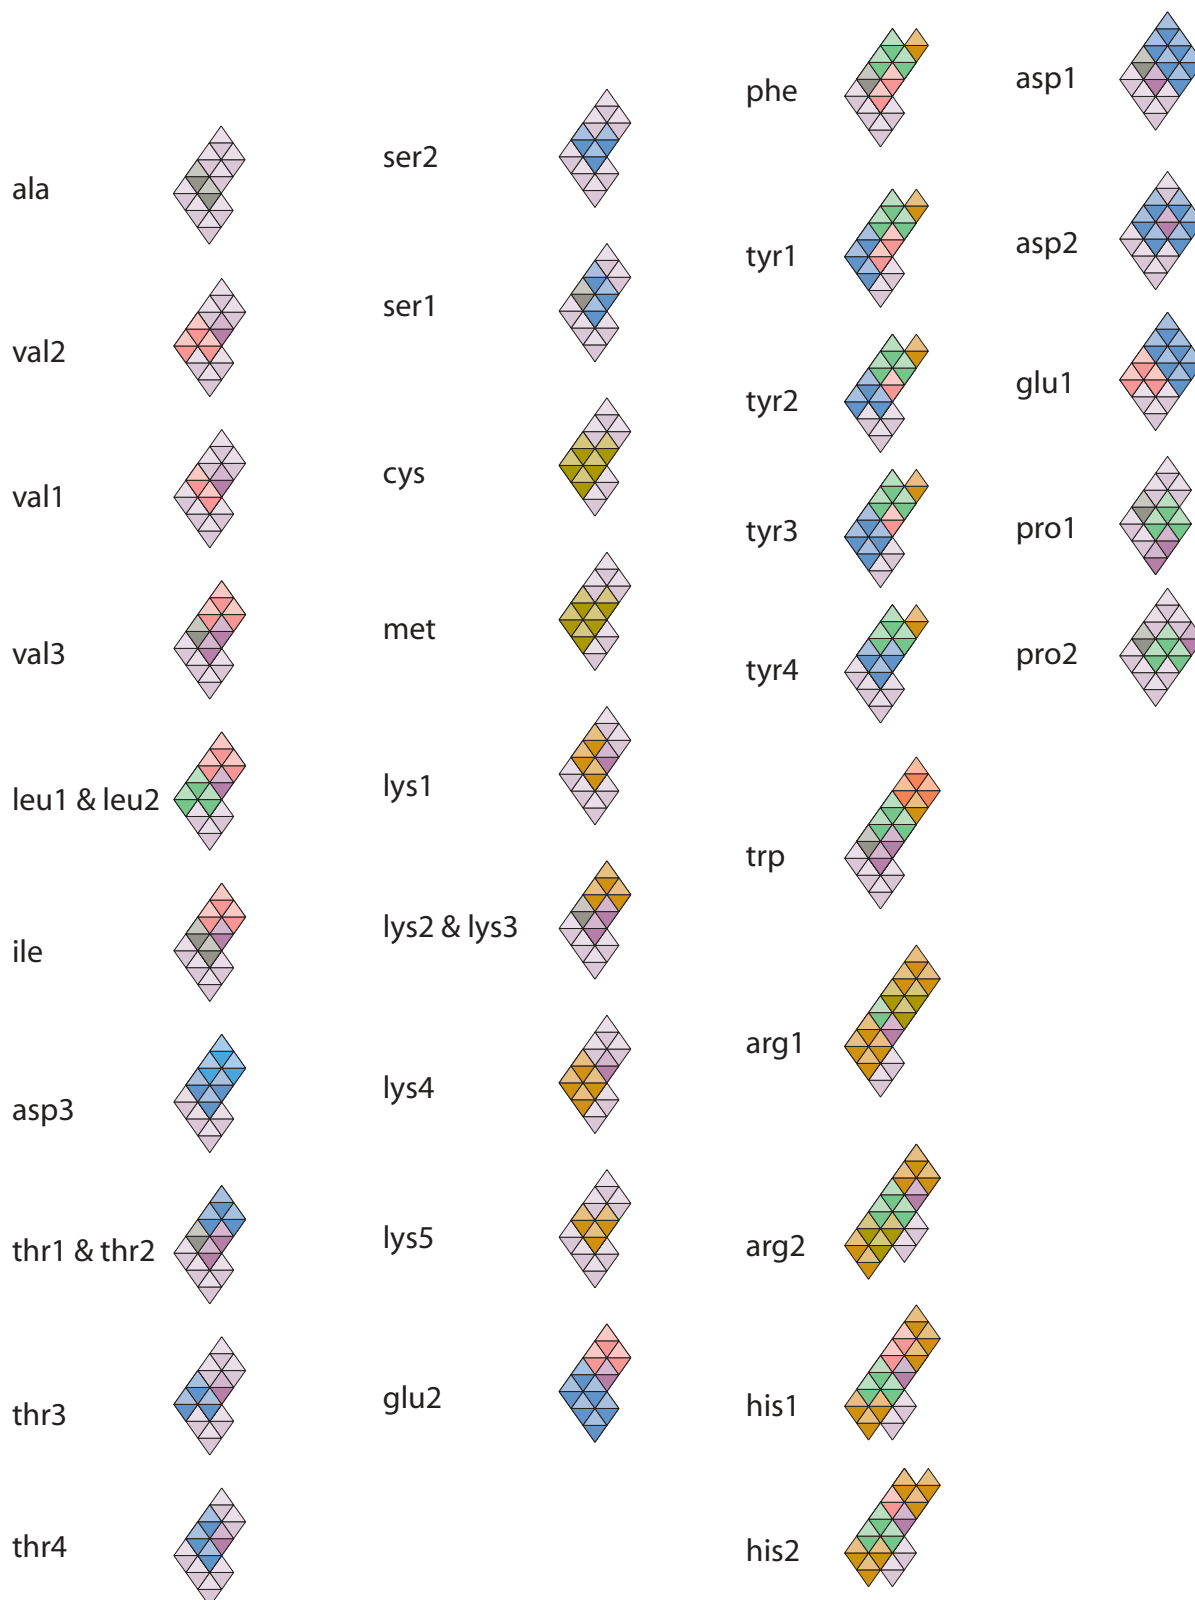 ala
val2
val1
val3
leu1 & leu2
ile
asp3
thr1 & thr2
thr3
thr4
ser2
ser1
cys
met
lys1
lys2 & lys3
lys4
lys5
glu2
phe
tyr1
tyr2
tyr3
tyr4
trp
arg1
arg2
his1
his2
asp1
asp2
glu1
pro1
pro2